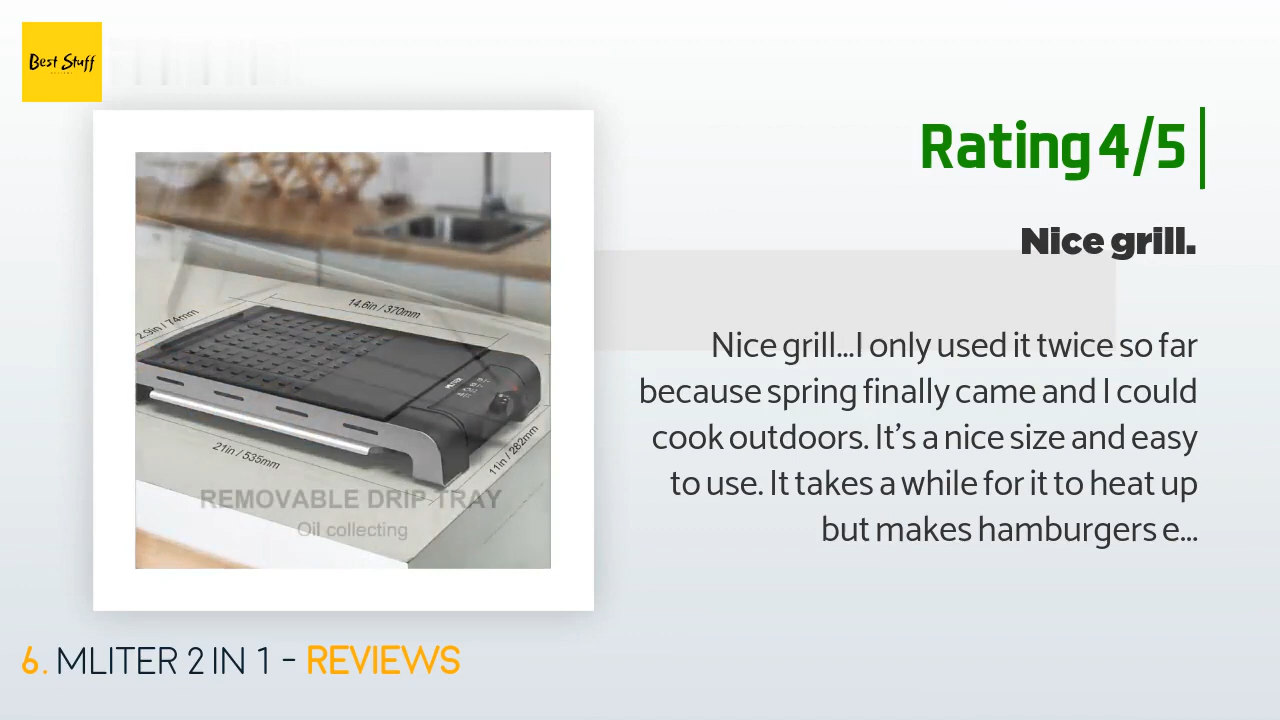 Best Stuff
Rating 4/5
Nice grill.
Nice grill...I only used it twice so far
because spring finally came and I could
cook outdoors. It's a nice size and easy
to use. It takes a while for it to heat up
but makes hamburgers e...
14.6in / 370mm
2.9in / 74mm
21in / 535mm
11in / 282mm
REMOVABLE DRIP TRAY
Oil collecting
6. MLITER 2 IN 1 - REVIEWS